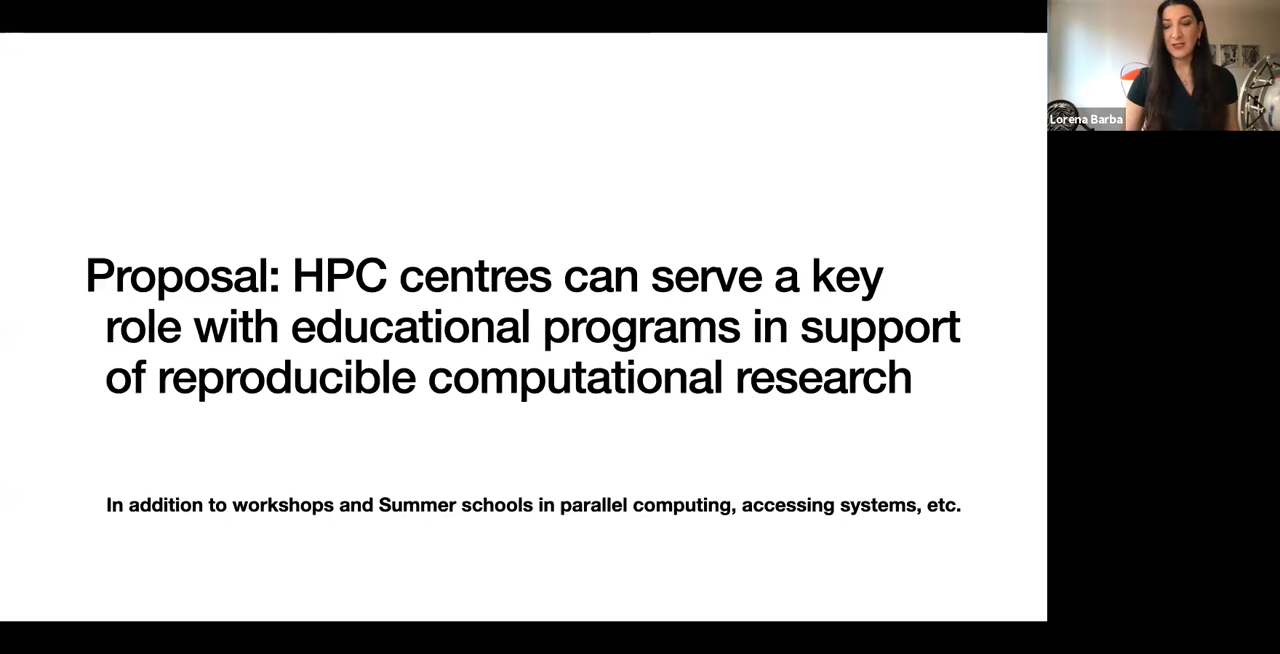 Lorena Barba
Proposal: HPC centres can serve a key
role with educational programs in support
of reproducible computational research
In addition to workshops and Summer schools in parallel computing, accessing systems, etc.